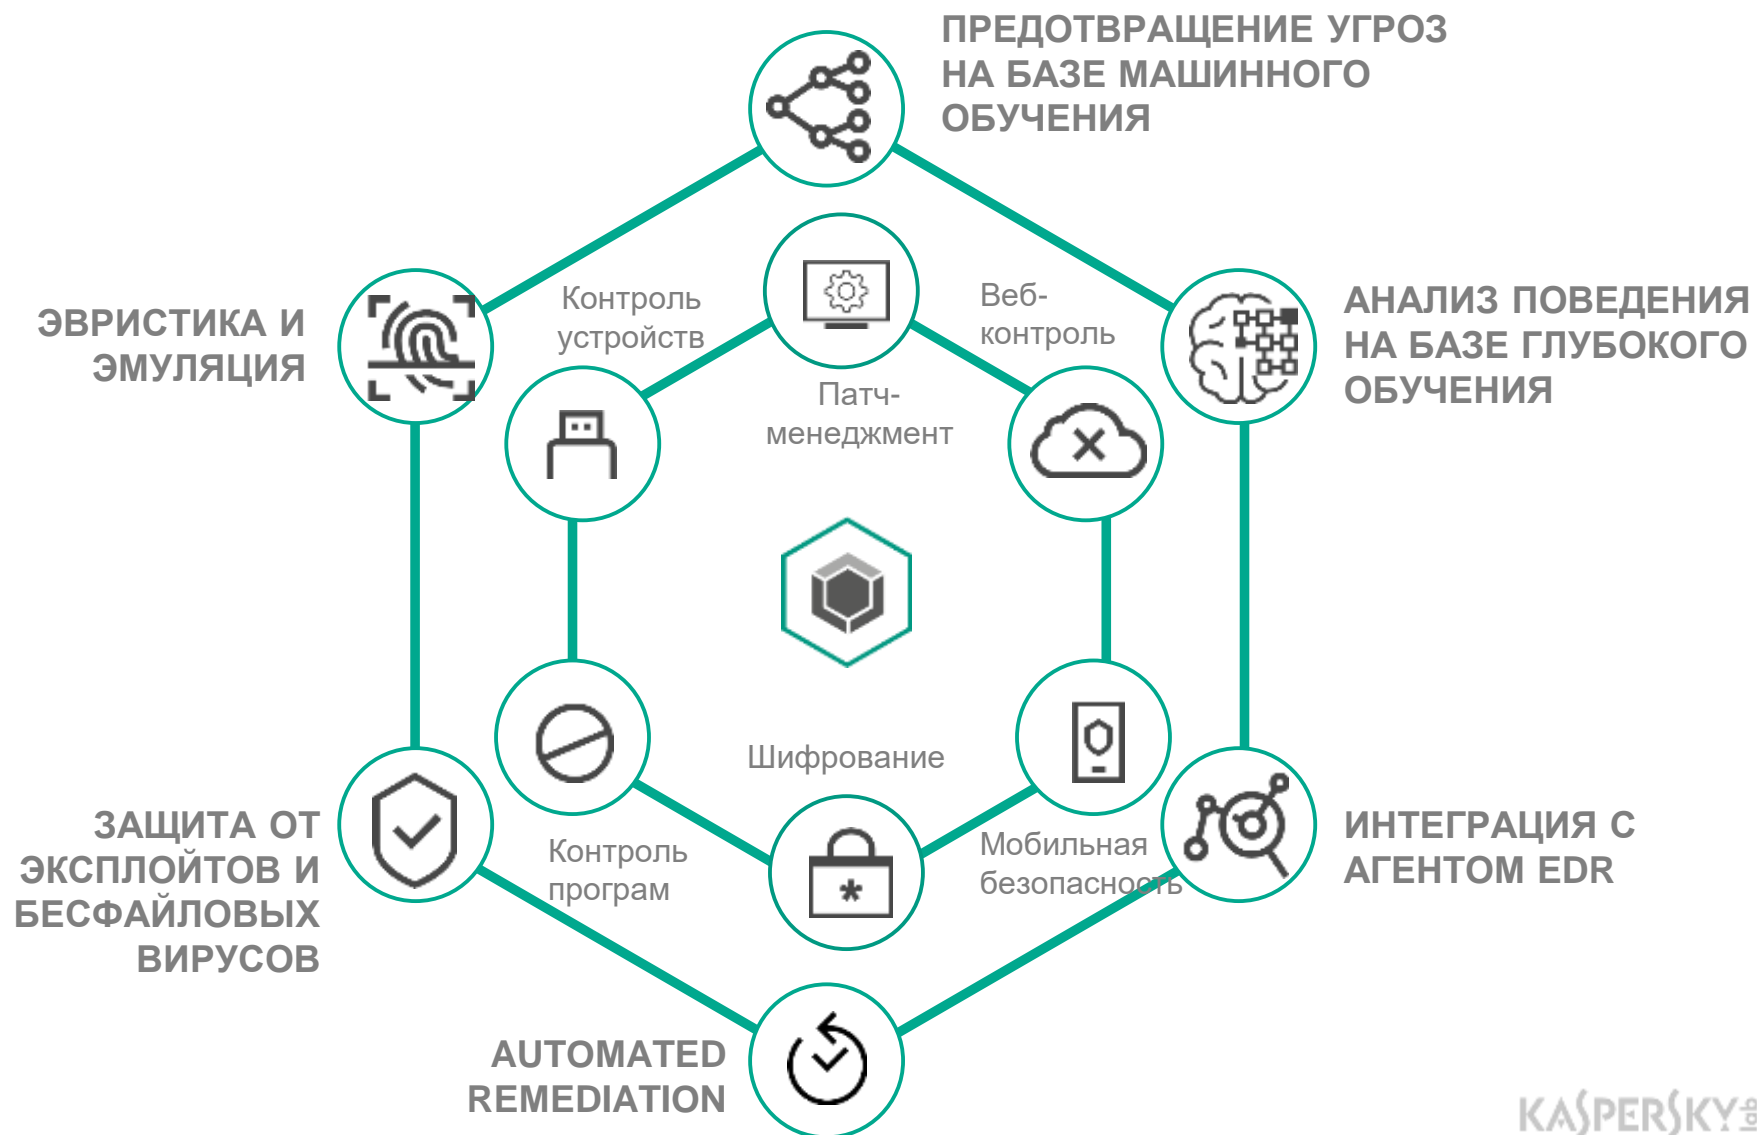 ПРЕДОТВРАЩЕНИЕ УГРОЗ
НА БАЗЕ МАШИННОГО
ОБУЧЕНИЯ
ЭВРИСТИКА И
ЭМУЛЯЦИЯ
Контроль
устройств
Веб-
контроль
АНАЛИЗ ПОВЕДЕНИЯ
НА БАЗЕ ГЛУБОКОГО
ОБУЧЕНИЯ
Патч-
менеджмент
Шифрование
ЗАЩИТА ОТ
ЭКСПЛОЙТОВ И
БЕСФАЙЛОВЫХ
ВИРУСОВ
Контроль
програм
Мобильная
безопасность
ИНТЕГРАЦИЯ С
АГЕНТОМ EDR
AUTOMATED
REMEDIATION
KASPERSKY lab